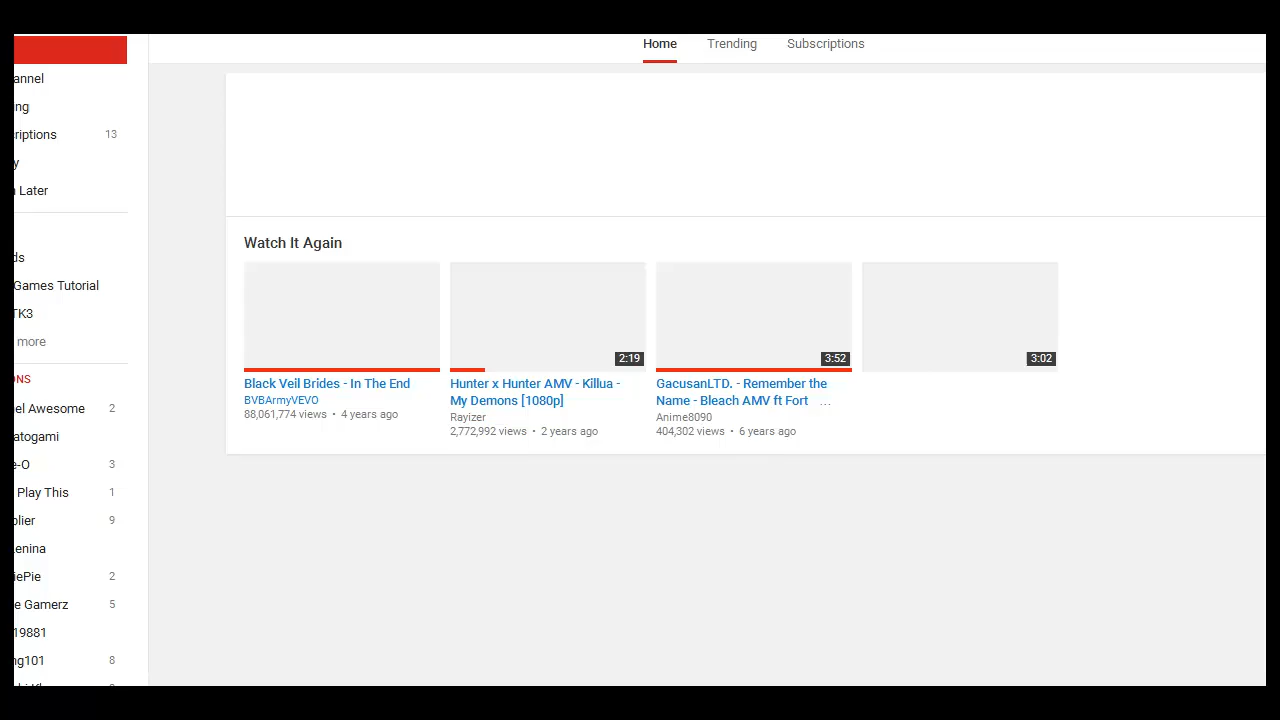 Home Trending Subscriptions
annel
ing
criptions 13
y
Later
ds
Games Tutorial
TK3
more
ONS
el Awesome 2
atogami
e-O 3
Play This 1
plier 9
Lenina
iePie 2
e Gamerz 5
19881
ng101 8
Watch It Again
2:19
3:52
3:02
Black Veil Brides - In The End
BVBArmyVEVO
88,061,774 views • 4 years ago
Hunter x Hunter AMV - Killua -
My Demons [1080p]
Rayizer
2,772,992 views • 2 years ago
GacusanLTD. - Remember the
Name - Bleach AMV ft Fort ...
Anime8090
404,302 views • 6 years ago